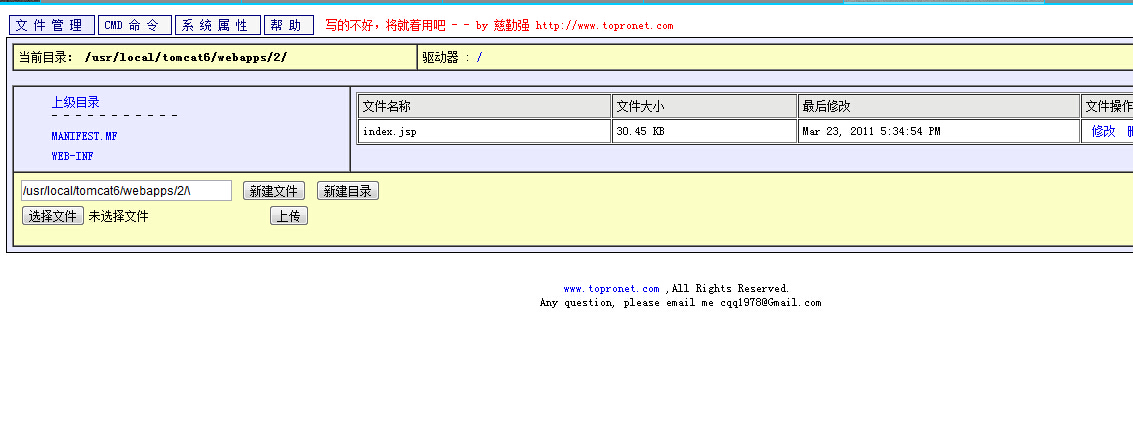 文件管理 CMD 命令 系统属性 帮助 写的不好，将就着用吧 - - by 慈勤强 http://www.topronet.com
当前目录: /usr/local/tomcat6/webapps/2/ 驱动器 : /
上级目录
- - - - - - - - - - -
MANIFEST.MF
WEB-INF
文件名称 文件大小 最后修改 文件操作
index.jsp 30.45 KB Mar 23, 2011 5:34:54 PM 修改
/usr/local/tomcat6/webapps/2/\ 新建文件 新建目录
选择文件 未选择文件 上传
www.topronet.com ,All Rights Reserved.
Any question, please email me cqq1978@Gmail.com